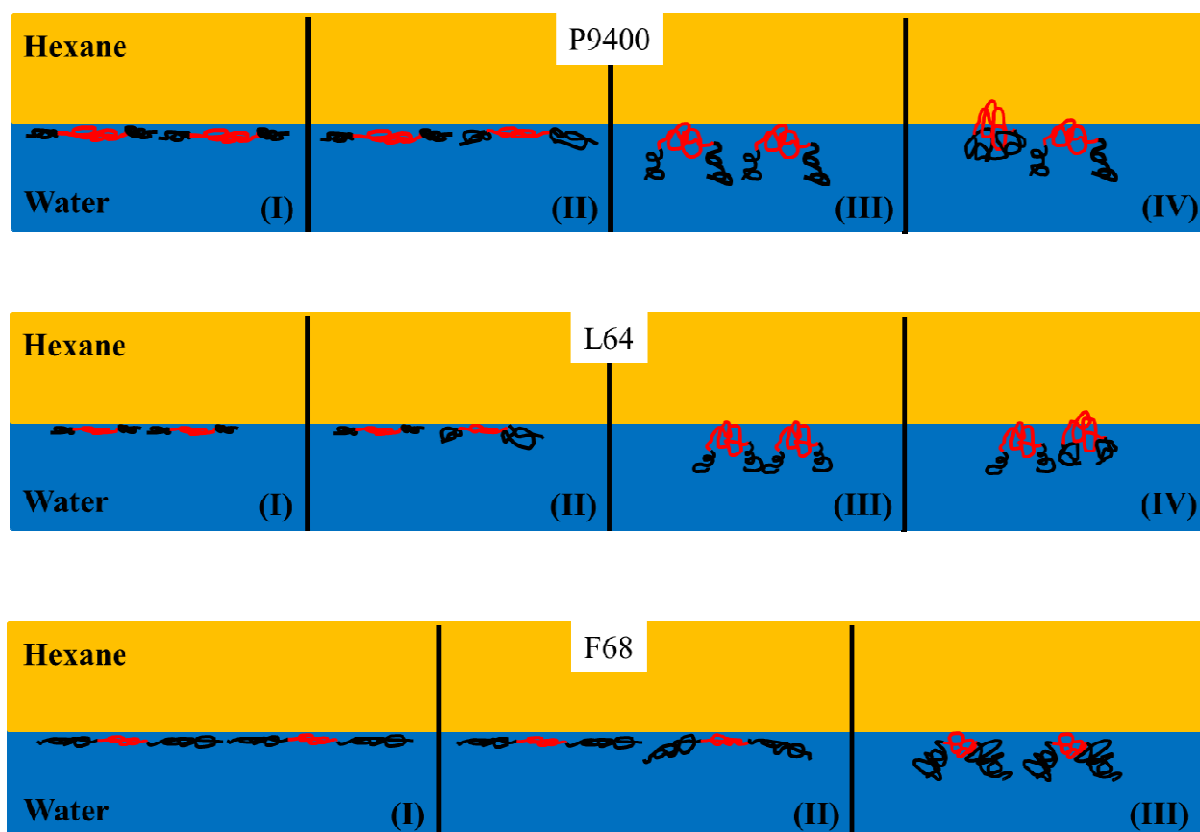 P9400
Hexane
Water
(I)
(II)
(III)
(IV)
L64
Hexane
Water
(I)
(II)
(III)
(IV)
F68
Hexane
Water
(I)
(II)
(III)